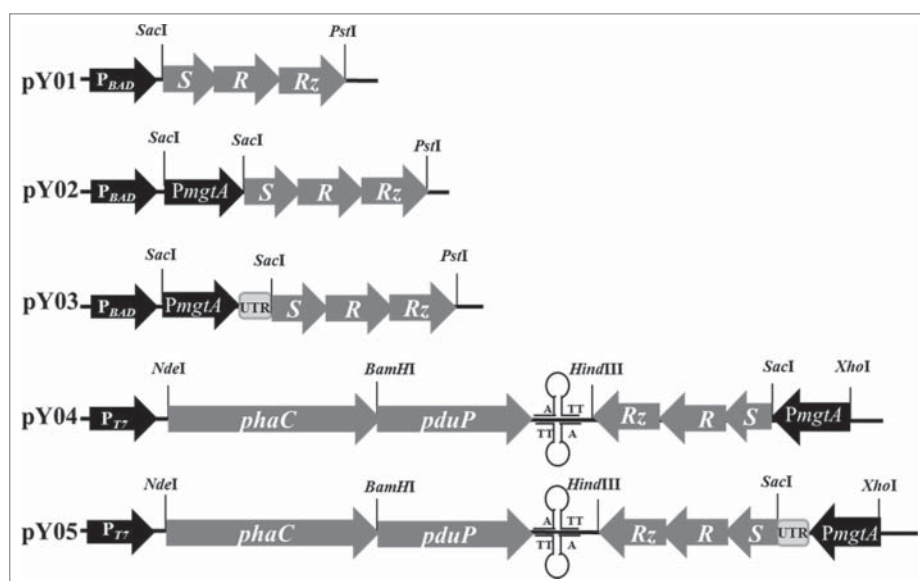 SacI PstI
pY01 PBAD S R Rz
SacI SacI PstI
pY02 PBAD PmgtA S R Rz
SacI SacI PstI
pY03 PBAD PmgtA UTR S R Rz
NdeI BamHI HindIII SacI XhoI
A TT
pY04 PT7 phaC pduP Rz R S PmgtA
TT A
NdeI BamHI HindIII SacI XhoI
A TT
pY05 PT7 phaC pduP Rz R S UTR PmgtA
TT A